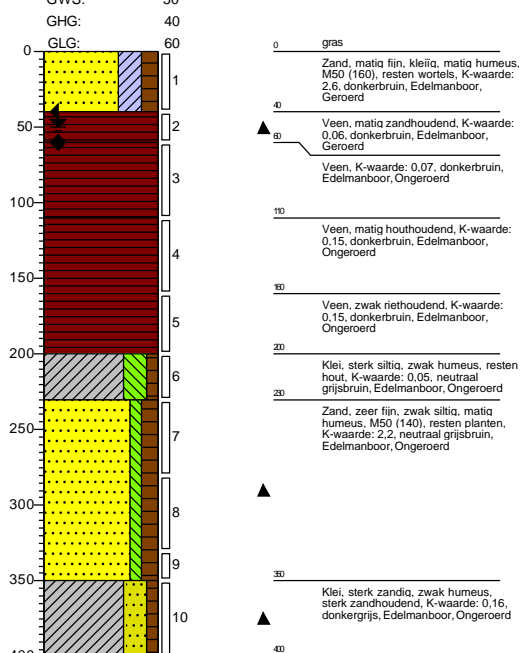 GWS: 50
GHG: 40
GLG: 60
0
50
100
150
200
250
300
350
400
1
2
3
4
5
6
7
8
9
10
0 gras
Zand, matig fijn, kleiïg, matig humeus,
M50 (160), resten wortels, K-waarde:
2,6, donkerbruin, Edelmanboor,
Geroerd
40
Veen, matig zandhoudend, K-waarde:
0,06, donkerbruin, Edelmanboor,
Geroerd
60
Veen, K-waarde: 0,07, donkerbruin,
Edelmanboor, Ongeroerd
110
Veen, matig houthoudend, K-waarde:
0,15, donkerbruin, Edelmanboor,
Ongeroerd
160
Veen, zwak riethoudend, K-waarde:
0,15, donkerbruin, Edelmanboor,
Ongeroerd
200
Klei, sterk siltig, zwak humeus, resten
hout, K-waarde: 0,05, neutraal
grijsbruin, Edelmanboor, Ongeroerd
230
Zand, zeer fijn, zwak siltig, matig
humeus, M50 (140), resten planten,
K-waarde: 2,2, neutraal grijsbruin,
Edelmanboor, Ongeroerd
350
Klei, sterk zandig, zwak humeus,
sterk zandhoudend, K-waarde: 0,16,
donkergrijs, Edelmanboor, Ongeroerd
400